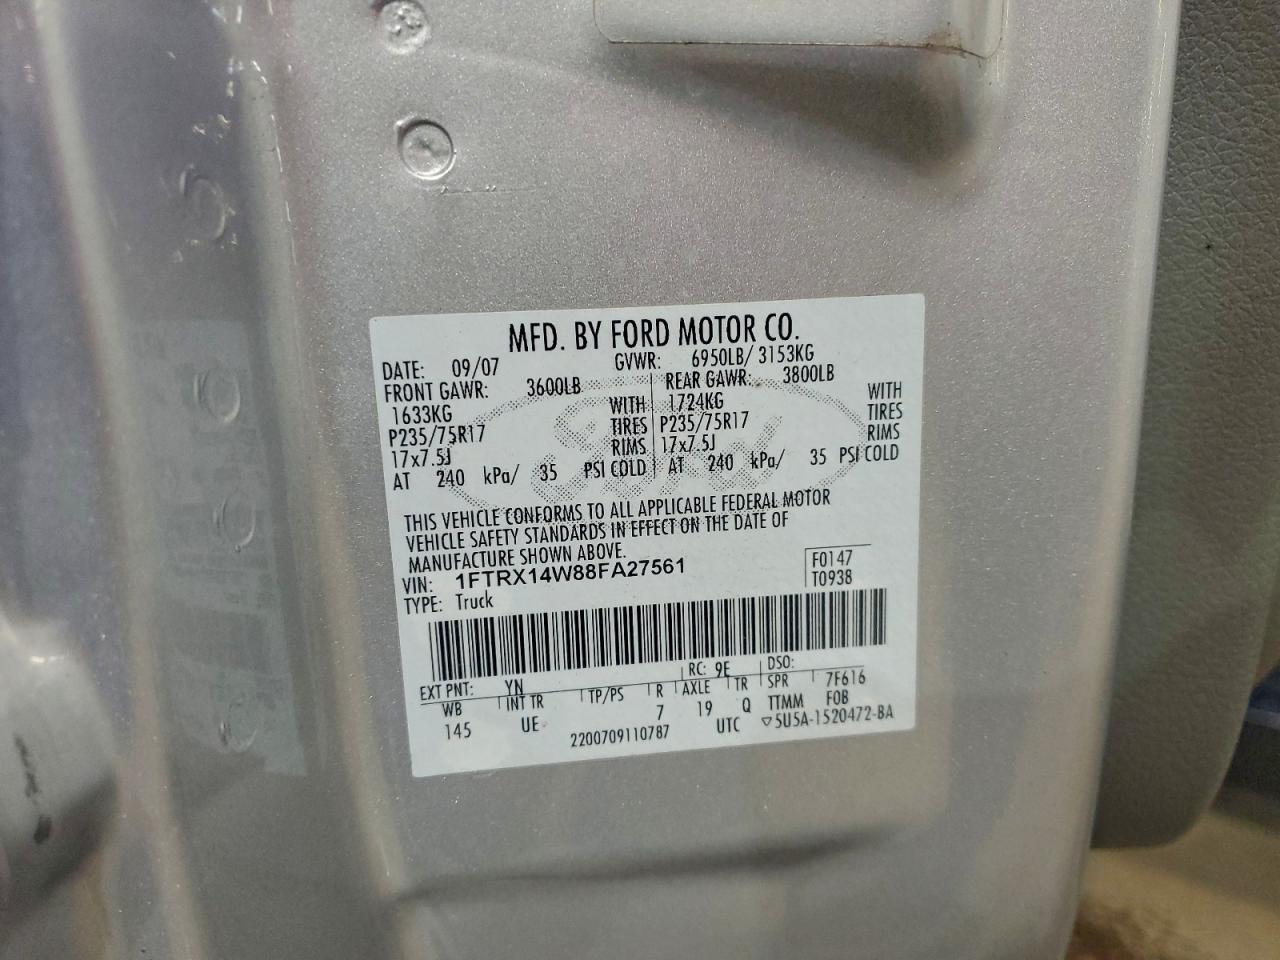 MFD. BY FORD MOTOR CO.
DATE: 09/07 GVWR: 6950LB/ 3153KG
FRONT GAWR: 3600LB REAR GAWR: 3800LB
1633KG WITH 1724KG WITH
P235/75R17 TIRES P235/75R17 TIRES
17x7.5J RIMS 17x7.5J RIMS
AT 240 kPa/ 35 PSI COLD AT 240 kPa/ 35 PSI COLD
THIS VEHICLE CONFORMS TO ALL APPLICABLE FEDERAL MOTOR
VEHICLE SAFETY STANDARDS IN EFFECT ON THE DATE OF
MANUFACTURE SHOWN ABOVE.
VIN: 1FTRX14W88FA27561 F0147
TYPE: Truck T0938
EXT PNT: YN RC: 9E DSO:
WB INT TR TP/PS R AXLE TR SPR 7F616
145 UE 7 19 Q TTMM FOB
2200709110787 UTC ▽5U5A-1520472-BA